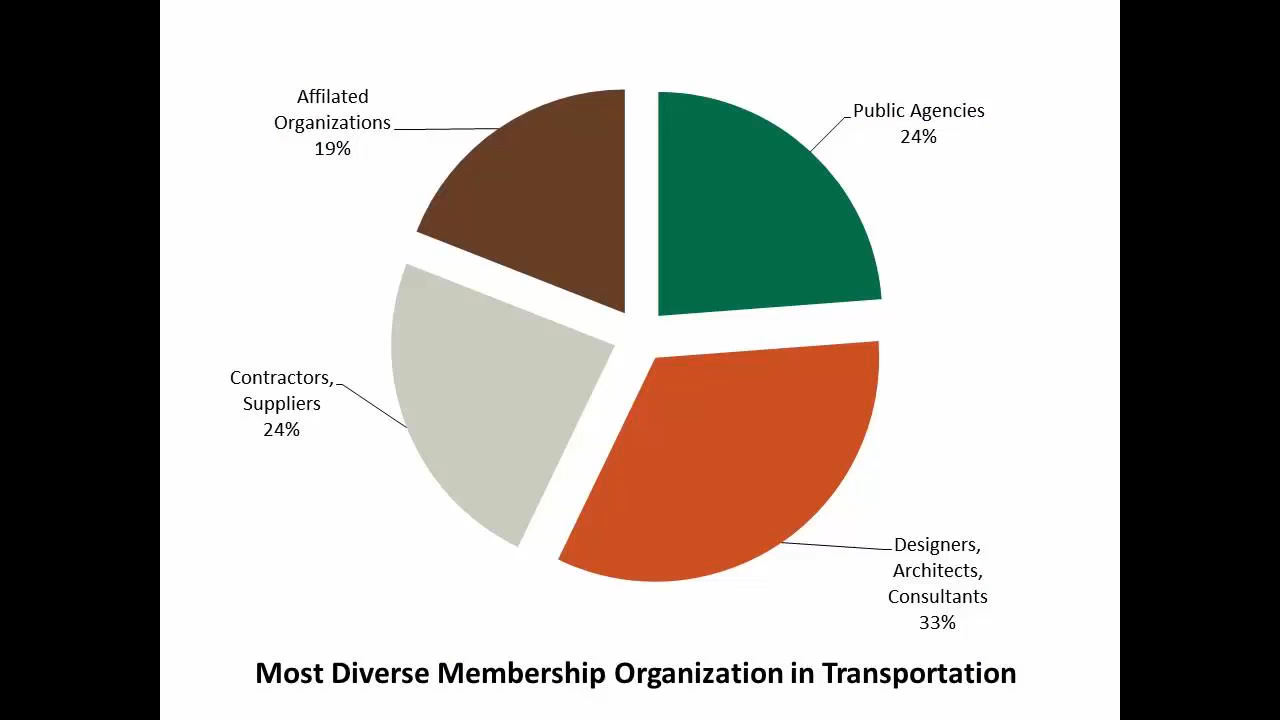 Affilated
Organizations
19%
Public Agencies
24%
Contractors,
Suppliers
24%
Designers,
Architects,
Consultants
33%
Most Diverse Membership Organization in Transportation